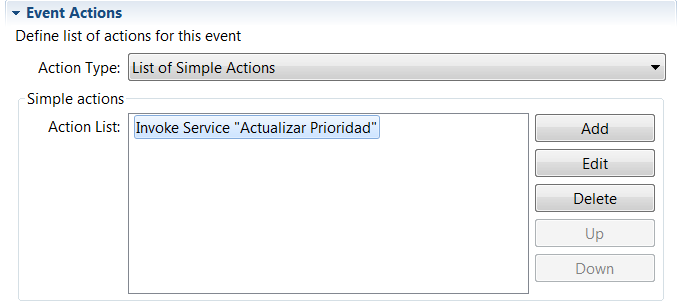 Event Actions
Define list of actions for this event
Action Type: List of Simple Actions
Simple actions
Action List: Invoke Service "Actualizar Prioridad"
Add
Edit
Delete
Up
Down